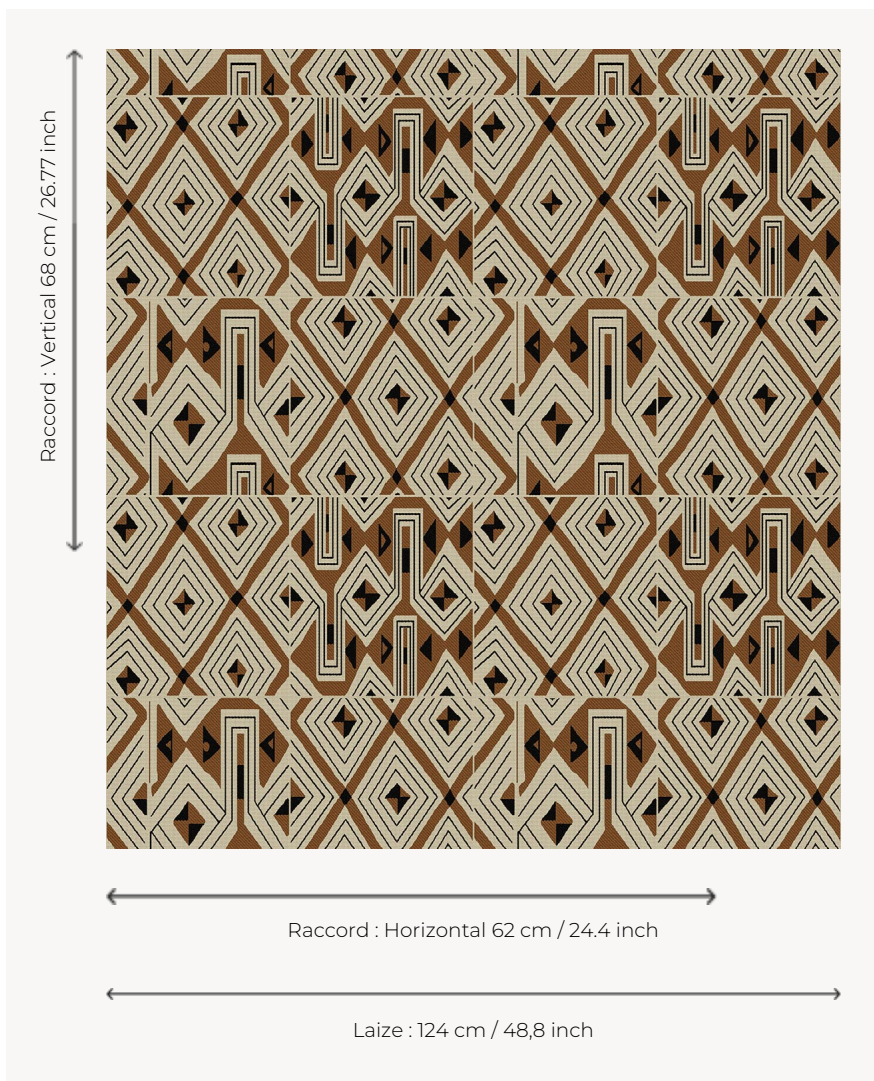 Raccord : Vertical 68 cm / 26.77 inch
Raccord : Horizontal 62 cm / 24.4 inch
Laize : 124 cm / 48,8 inch